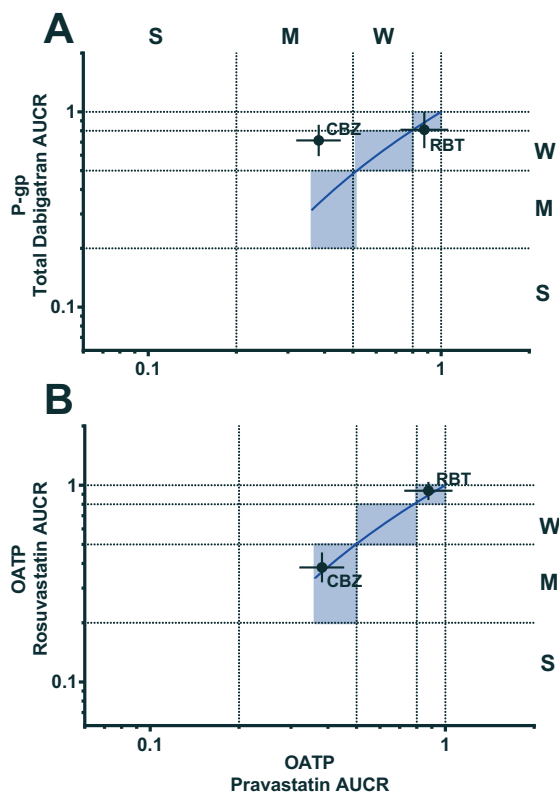 A
S M W
1
CBZ
RBT
W
M
S
0.1
P-gp
Total Dabigatran AUCR
0.1 1
B
1
RBT
W
CBZ
M
S
0.1
OATP
Rosuvastatin AUCR
0.1 1
OATP
Pravastatin AUCR